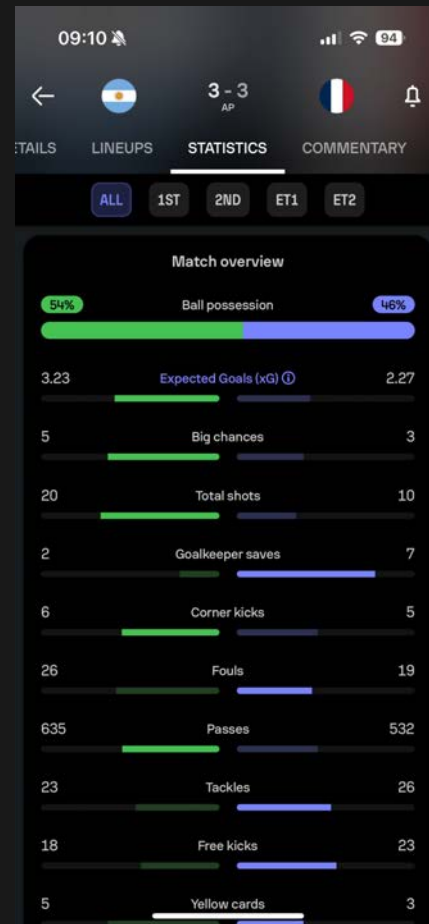 09:10
94
3 - 3
AP
ETAILS LINEUPS STATISTICS COMMENTARY
ALL 1ST 2ND ET1 ET2
Match overview
54% Ball possession 46%
3.23 Expected Goals (xG) 2.27
5 Big chances 3
20 Total shots 10
2 Goalkeeper saves 7
6 Corner kicks 5
26 Fouls 19
635 Passes 532
23 Tackles 26
18 Free kicks 23
5 Yellow cards 3